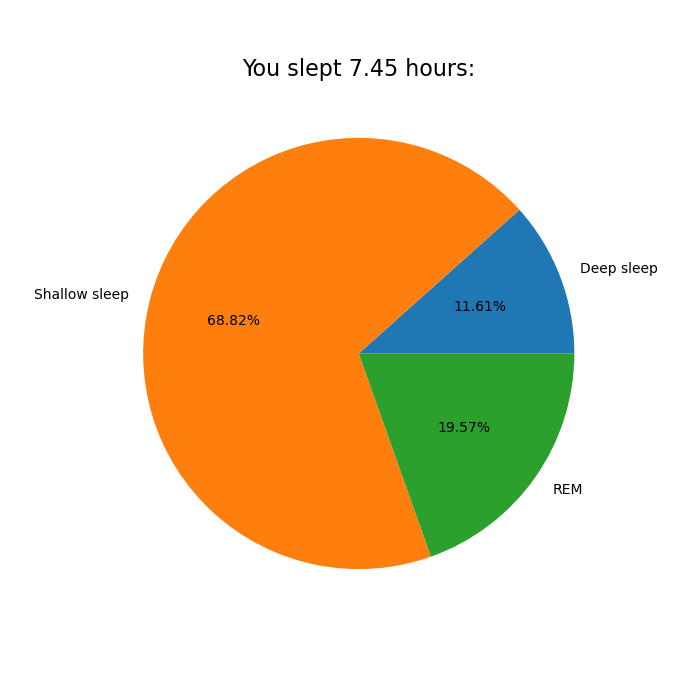 You slept 7.45 hours:
Deep sleep
Shallow sleep
11.61%
68.82%
19.57%
REM